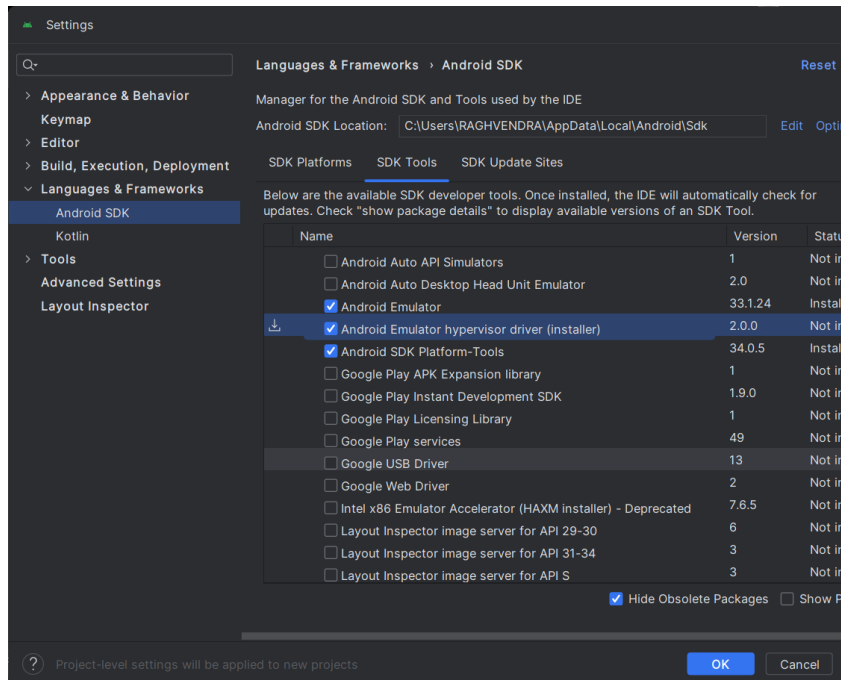 Settings
Languages & Frameworks › Android SDK Reset
Appearance & Behavior
Keymap
Editor
Build, Execution, Deployment
Languages & Frameworks
Android SDK
Kotlin
Tools
Advanced Settings
Layout Inspector
Manager for the Android SDK and Tools used by the IDE
Android SDK Location: C:\Users\RAGHVENDRA\AppData\Local\Android\Sdk Edit Opti
SDK Platforms SDK Tools SDK Update Sites
Below are the available SDK developer tools. Once installed, the IDE will automatically check for
updates. Check "show package details" to display available versions of an SDK Tool.
Name Version Statu
Android Auto API Simulators 1 Not in
Android Auto Desktop Head Unit Emulator 2.0 Not in
Android Emulator 33.1.24 Instal
Android Emulator hypervisor driver (installer) 2.0.0 Not in
Android SDK Platform-Tools 34.0.5 Instal
Google Play APK Expansion library 1 Not in
Google Play Instant Development SDK 1.9.0 Not in
Google Play Licensing Library 1 Not in
Google Play services 49 Not in
Google USB Driver 13 Not in
Google Web Driver 2 Not in
Intel x86 Emulator Accelerator (HAXM installer) - Deprecated 7.6.5 Not in
Layout Inspector image server for API 29-30 6 Not in
Layout Inspector image server for API 31-34 3 Not in
Layout Inspector image server for API S 3 Not in
Hide Obsolete Packages Show P
? Project-level settings will be applied to new projects OK Cancel